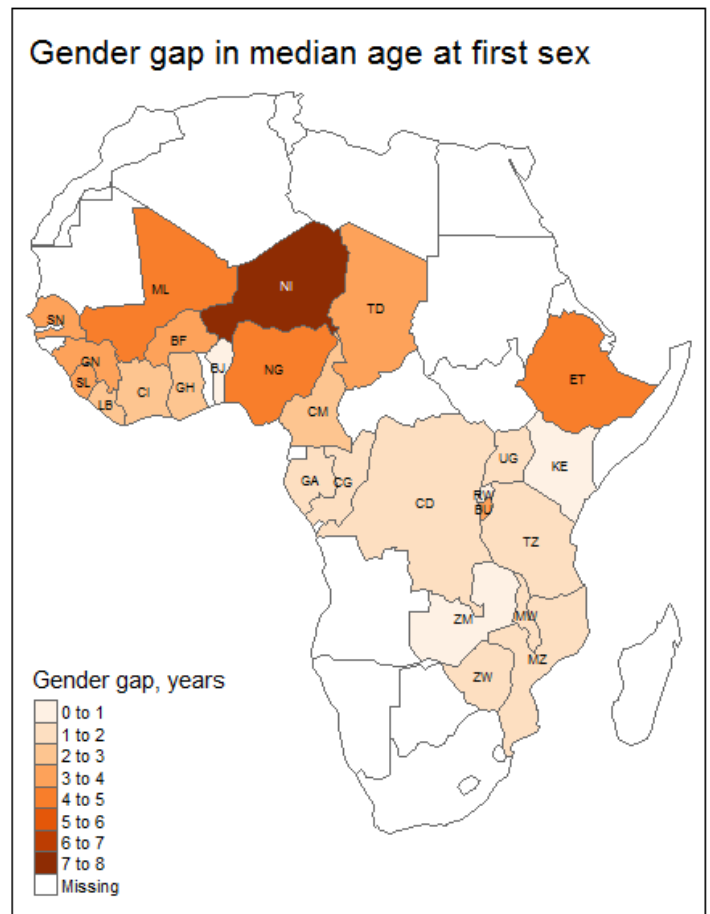 Gender gap in median age at first sex
ML
NI
TD
SN
BF
GN
BJ
NG
ET
SL
CI
GH
LB
CM
UG
KE
GA
CG
CD
RW
BU
TZ
ZM
MW
MZ
ZW
Gender gap, years
0 to 1
1 to 2
2 to 3
3 to 4
4 to 5
5 to 6
6 to 7
7 to 8
Missing